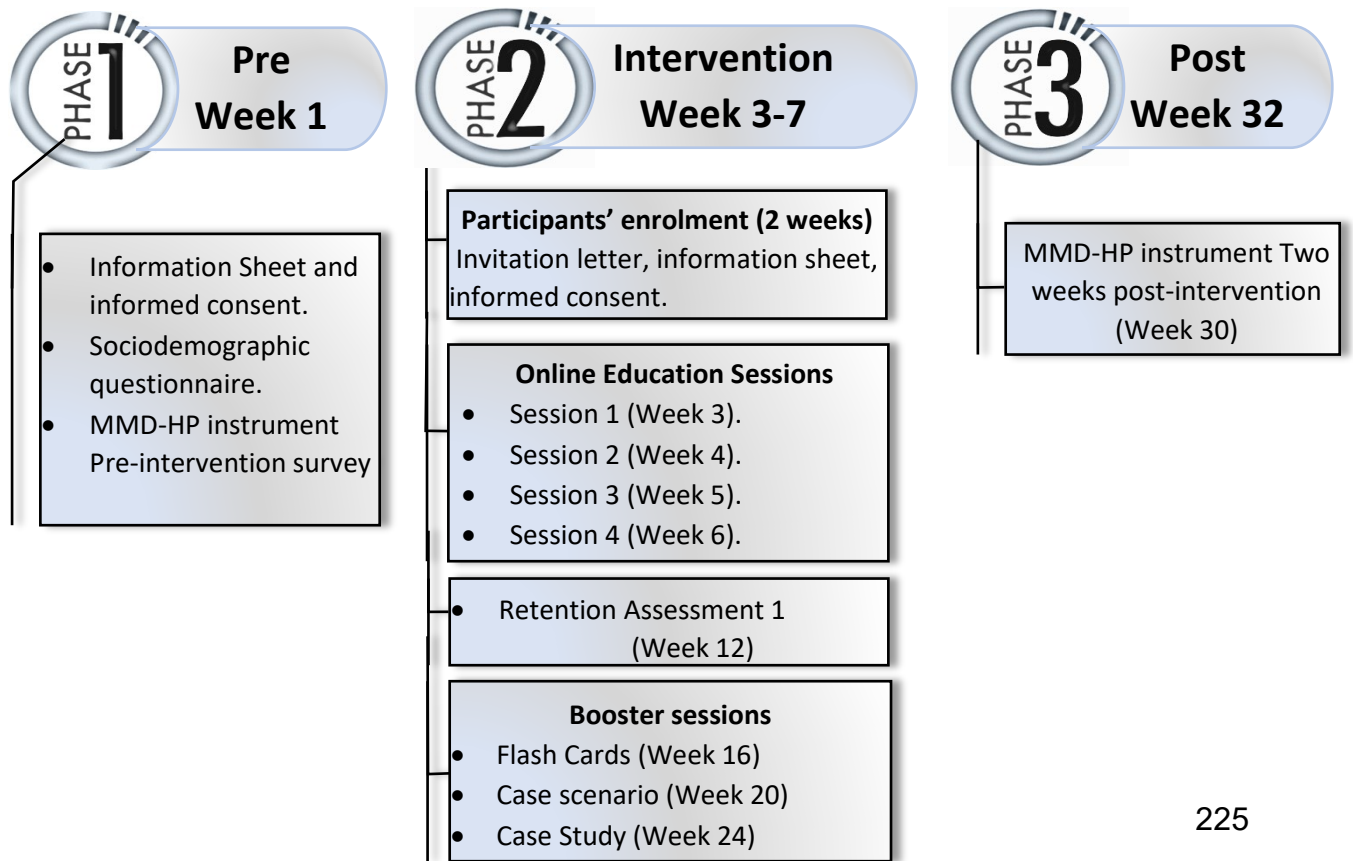 PHASE 1
Pre
Week 1
• Information Sheet and
informed consent.
• Sociodemographic
questionnaire.
• MMD-HP instrument
Pre-intervention survey
PHASE 2
Intervention
Week 3-7
Participants’ enrolment (2 weeks)
Invitation letter, information sheet,
informed consent.
Online Education Sessions
• Session 1 (Week 3).
• Session 2 (Week 4).
• Session 3 (Week 5).
• Session 4 (Week 6).
• Retention Assessment 1
(Week 12)
Booster sessions
• Flash Cards (Week 16)
• Case scenario (Week 20)
• Case Study (Week 24)
PHASE 3
Post
Week 32
MMD-HP instrument Two
weeks post-intervention
(Week 30)
225